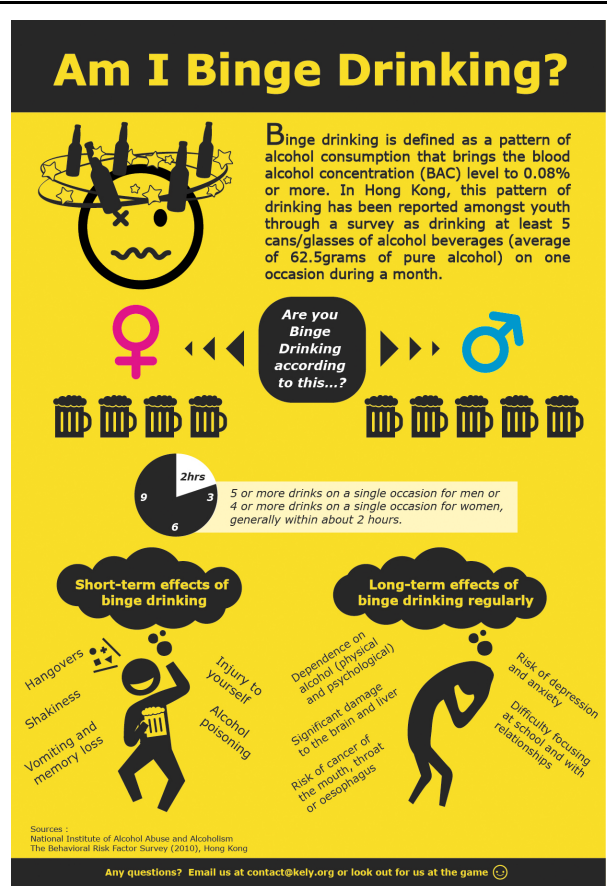 Am I Binge Drinking?
Binge drinking is defined as a pattern of
alcohol consumption that brings the blood
alcohol concentration (BAC) level to 0.08%
or more. In Hong Kong, this pattern of
drinking has been reported amongst youth
through a survey as drinking at least 5
cans/glasses of alcohol beverages (average
of 62.5grams of pure alcohol) on one
occasion during a month.
Are you
Binge
Drinking
according
to this...?
2hrs
9
3
6
5 or more drinks on a single occasion for men or
4 or more drinks on a single occasion for women,
generally within about 2 hours.
Short-term effects of
binge drinking
Hangovers
Shakiness
Vomiting and
memory loss
Injury to
yourself
Alcohol
poisoning
Long-term effects of
binge drinking regularly
Dependence on
alcohol (physical
and psychological)
Significant damage
to the brain and liver
Risk of cancer of
the mouth, throat
or oesophagus
Risk of depression
and anxiety
Difficulty focusing
at school and with
relationships
Sources :
National Institute of Alcohol Abuse and Alcoholism
The Behavioral Risk Factor Survey (2010), Hong Kong
Any questions? Email us at contact@kely.org or look out for us at the game